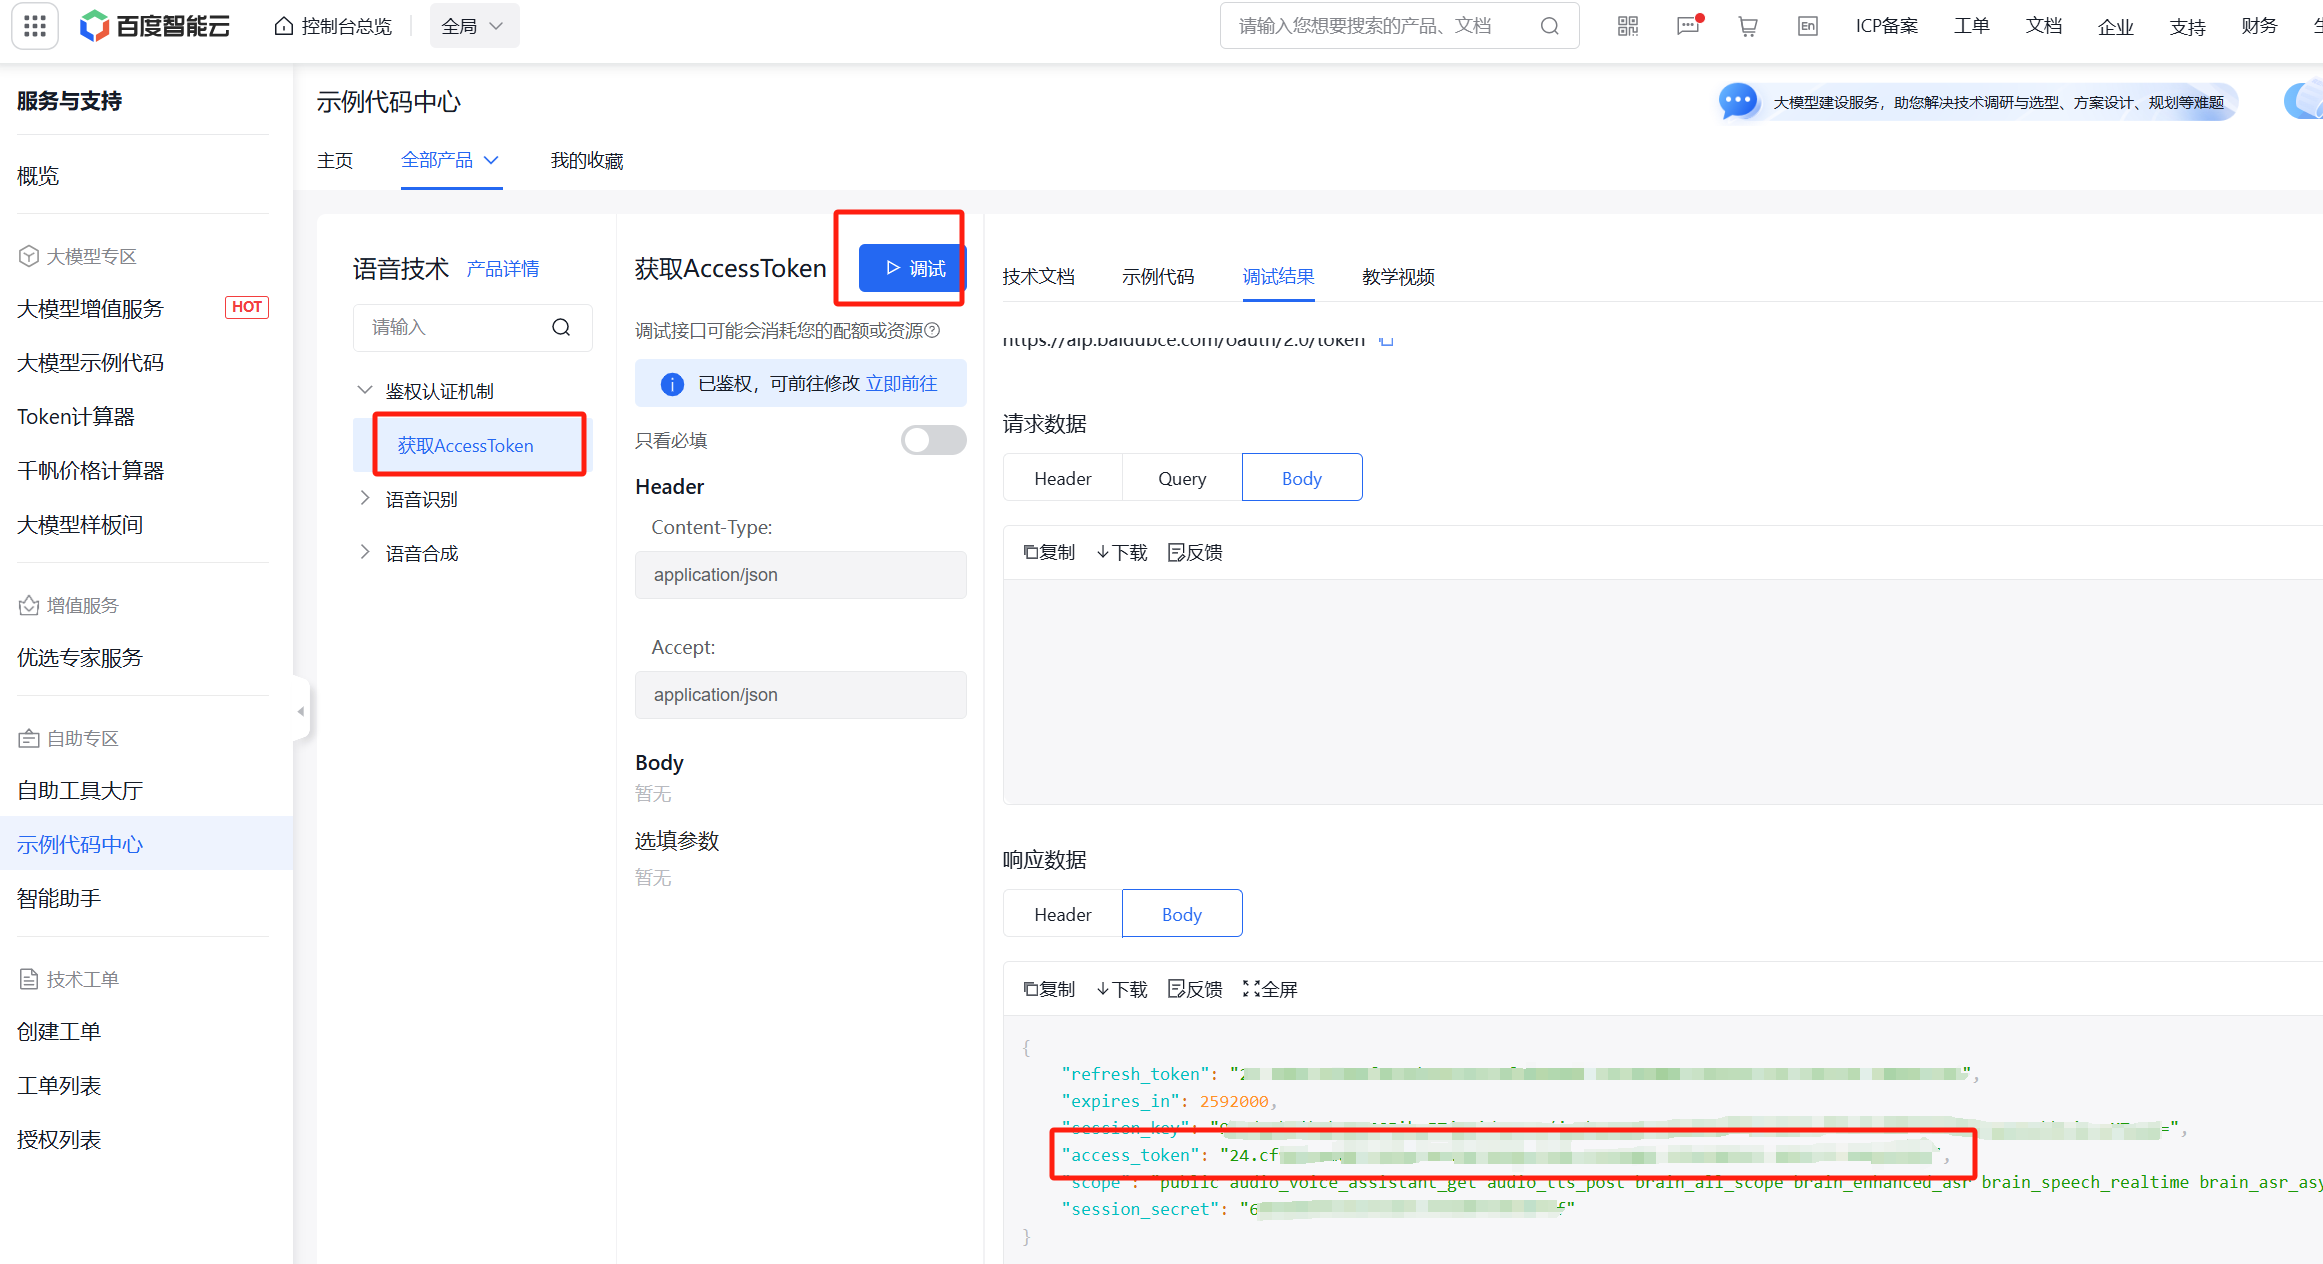 百度智能云
控制台总览
全局
请输入您想要搜索的产品、文档
En
ICP备案
工单
文档
企业
支持
财务
服务与支持
概览
大模型专区
大模型增值服务
HOT
大模型示例代码
Token计算器
千帆价格计算器
大模型样板间
增值服务
优选专家服务
自助专区
自助工具大厅
示例代码中心
智能助手
技术工单
创建工单
工单列表
授权列表
示例代码中心
大模型建设服务，助您解决技术调研与选型、方案设计、规划等难题
主页
全部产品
我的收藏
语音技术
产品详情
请输入
鉴权认证机制
获取AccessToken
语音识别
语音合成
获取AccessToken
调试
调试接口可能会消耗您的配额或资源
已鉴权，可前往修改 立即前往
只看必填
Header
Content-Type:
application/json
Accept:
application/json
Body
暂无
选填参数
暂无
技术文档
示例代码
调试结果
教学视频
https://aip.baidubce.com/oauth/2.0/token
请求数据
Header
Query
Body
复制
下载
反馈
响应数据
Header
Body
复制
下载
反馈
全屏
{
"refresh_token": "2 ",
"expires_in": 2592000,
"session_key": "9 =",
"access_token": "24.cf ",
"scope": "public audio_voice_assistant_get audio_tts_post brain_all_scope brain_enhanced_asr brain_speech_realtime brain_asr_asy
"session_secret": "6 f"
}